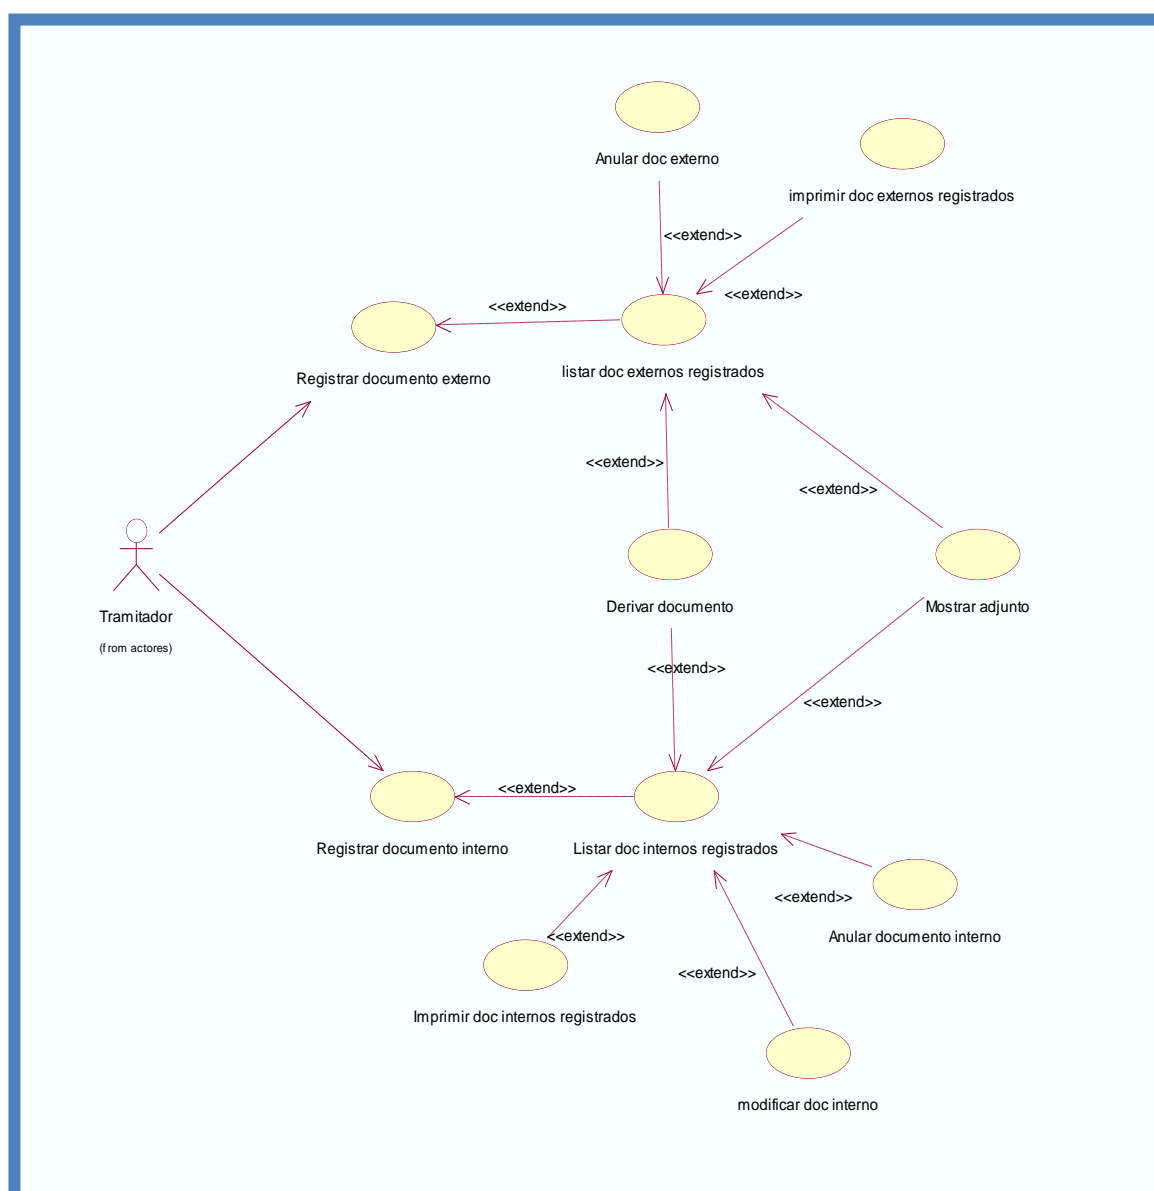 Anular doc externo
imprimir doc externos registrados
<<extend>>
<<extend>>
<<extend>>
Registrar documento externo
listar doc externos registrados
<<extend>>
<<extend>>
Tramitador
(from actores)
Derivar documento
Mostrar adjunto
<<extend>>
<<extend>>
<<extend>>
Registrar documento interno
Listar doc internos registrados
<<extend>>
Anular documento interno
<<extend>>
<<extend>>
Imprimir doc internos registrados
modificar doc interno